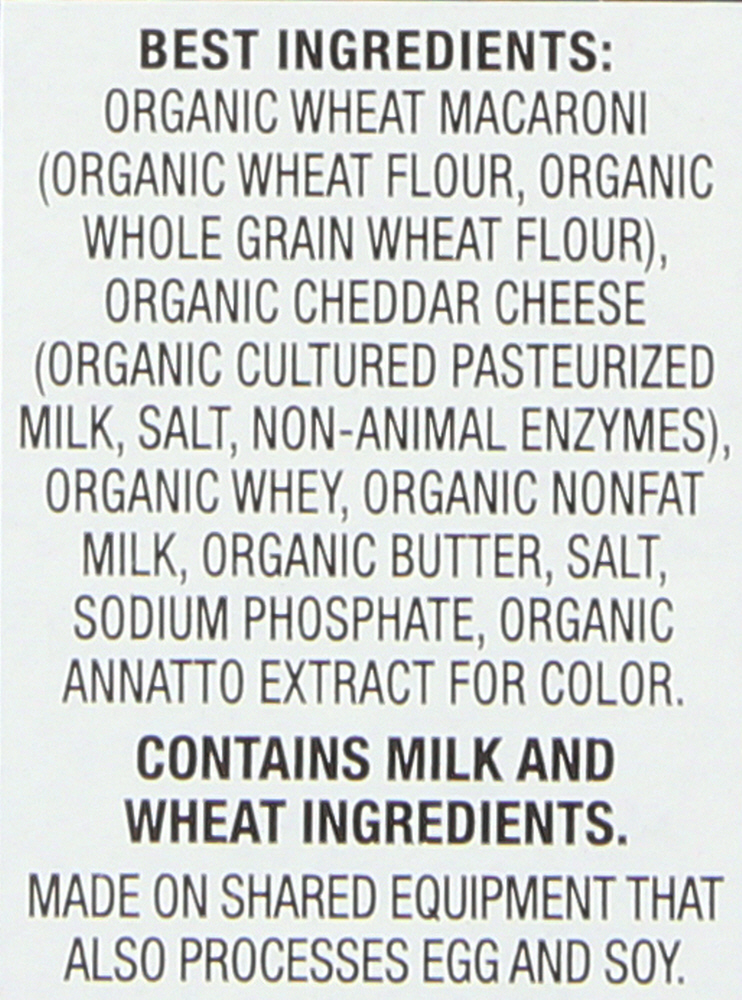 BEST INGREDIENTS:
ORGANIC WHEAT MACARONI
(ORGANIC WHEAT FLOUR, ORGANIC
WHOLE GRAIN WHEAT FLOUR),
ORGANIC CHEDDAR CHEESE
(ORGANIC CULTURED PASTEURIZED
MILK, SALT, NON-ANIMAL ENZYMES),
ORGANIC WHEY, ORGANIC NONFAT
MILK, ORGANIC BUTTER, SALT,
SODIUM PHOSPHATE, ORGANIC
ANNATTO EXTRACT FOR COLOR.
CONTAINS MILK AND
WHEAT INGREDIENTS.
MADE ON SHARED EQUIPMENT THAT
ALSO PROCESSES EGG AND SOY.